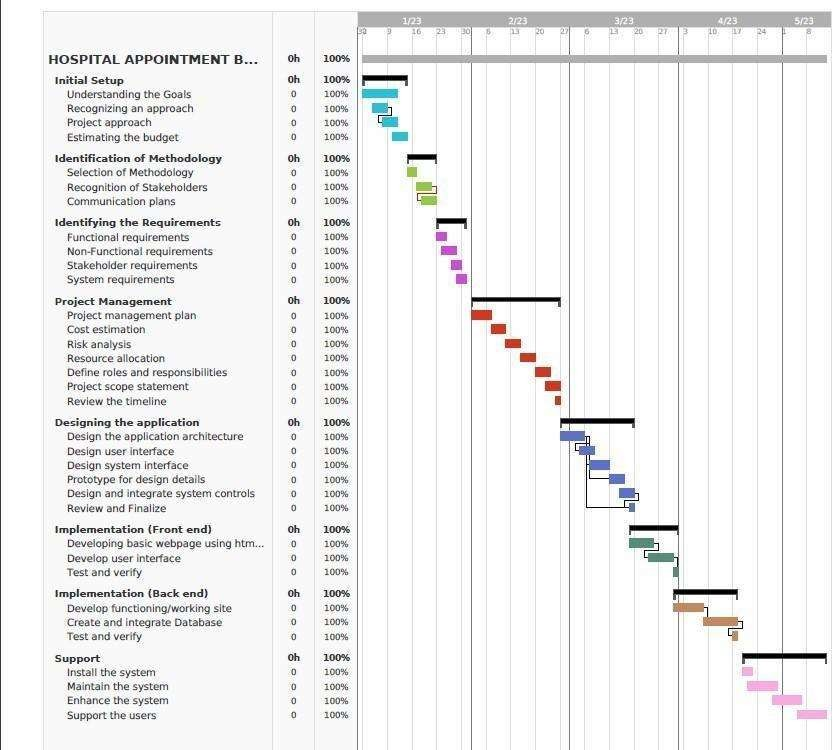 1/23 2/23 3/23 4/23 5/23
9 16 23 30 6 13 20 27 6 13 20 27 3 10 17 24 1 8
HOSPITAL APPOINTMENT B... 0h 100%
Initial Setup 0h 100%
Understanding the Goals 0 100%
Recognizing an approach 0 100%
Project approach 0 100%
Estimating the budget 0 100%
Identification of Methodology 0h 100%
Selection of Methodology 0 100%
Recognition of Stakeholders 0 100%
Communication plans 0 100%
Identifying the Requirements 0h 100%
Functional requirements 0 100%
Non-Functional requirements 0 100%
Stakeholder requirements 0 100%
System requirements 0 100%
Project Management 0h 100%
Project management plan 0 100%
Cost estimation 0 100%
Risk analysis 0 100%
Resource allocation 0 100%
Define roles and responsibilities 0 100%
Project scope statement 0 100%
Review the timeline 0 100%
Designing the application 0h 100%
Design the application architecture 0 100%
Design user interface 0 100%
Design system interface 0 100%
Prototype for design details 0 100%
Design and integrate system controls 0 100%
Review and Finalize 0 100%
Implementation (Front end) 0h 100%
Developing basic webpage using htm... 0 100%
Develop user interface 0 100%
Test and verify 0 100%
Implementation (Back end) 0h 100%
Develop functioning/working site 0 100%
Create and integrate Database 0 100%
Test and verify 0 100%
Support 0h 100%
Install the system 0 100%
Maintain the system 0 100%
Enhance the system 0 100%
Support the users 0 100%